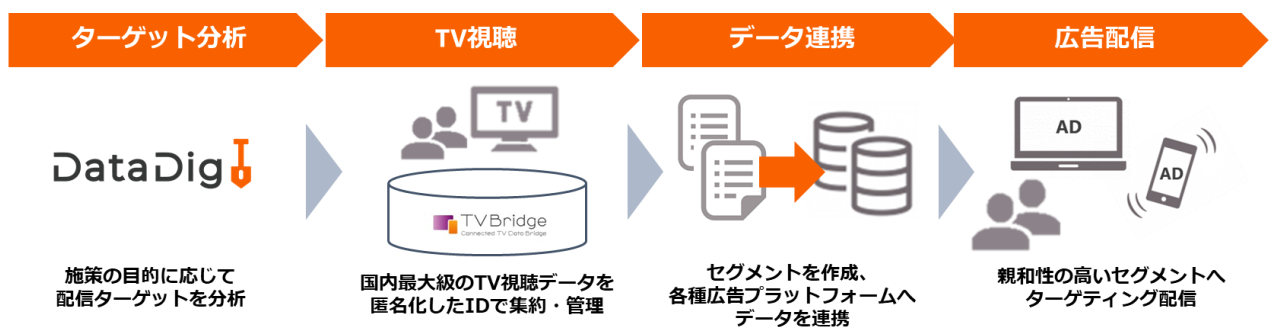 ターゲット分析
TV視聴
データ連携
広告配信
DataDig
施策の目的に応じて
配信ターゲットを分析
TV
TVBridge
Connected TV Data Bridge
国内最大級のTV視聴データを
匿名化したIDで集約・管理
セグメントを作成、
各種広告プラットフォームへ
データを連携
AD
AD
親和性の高いセグメントへ
ターゲティング配信